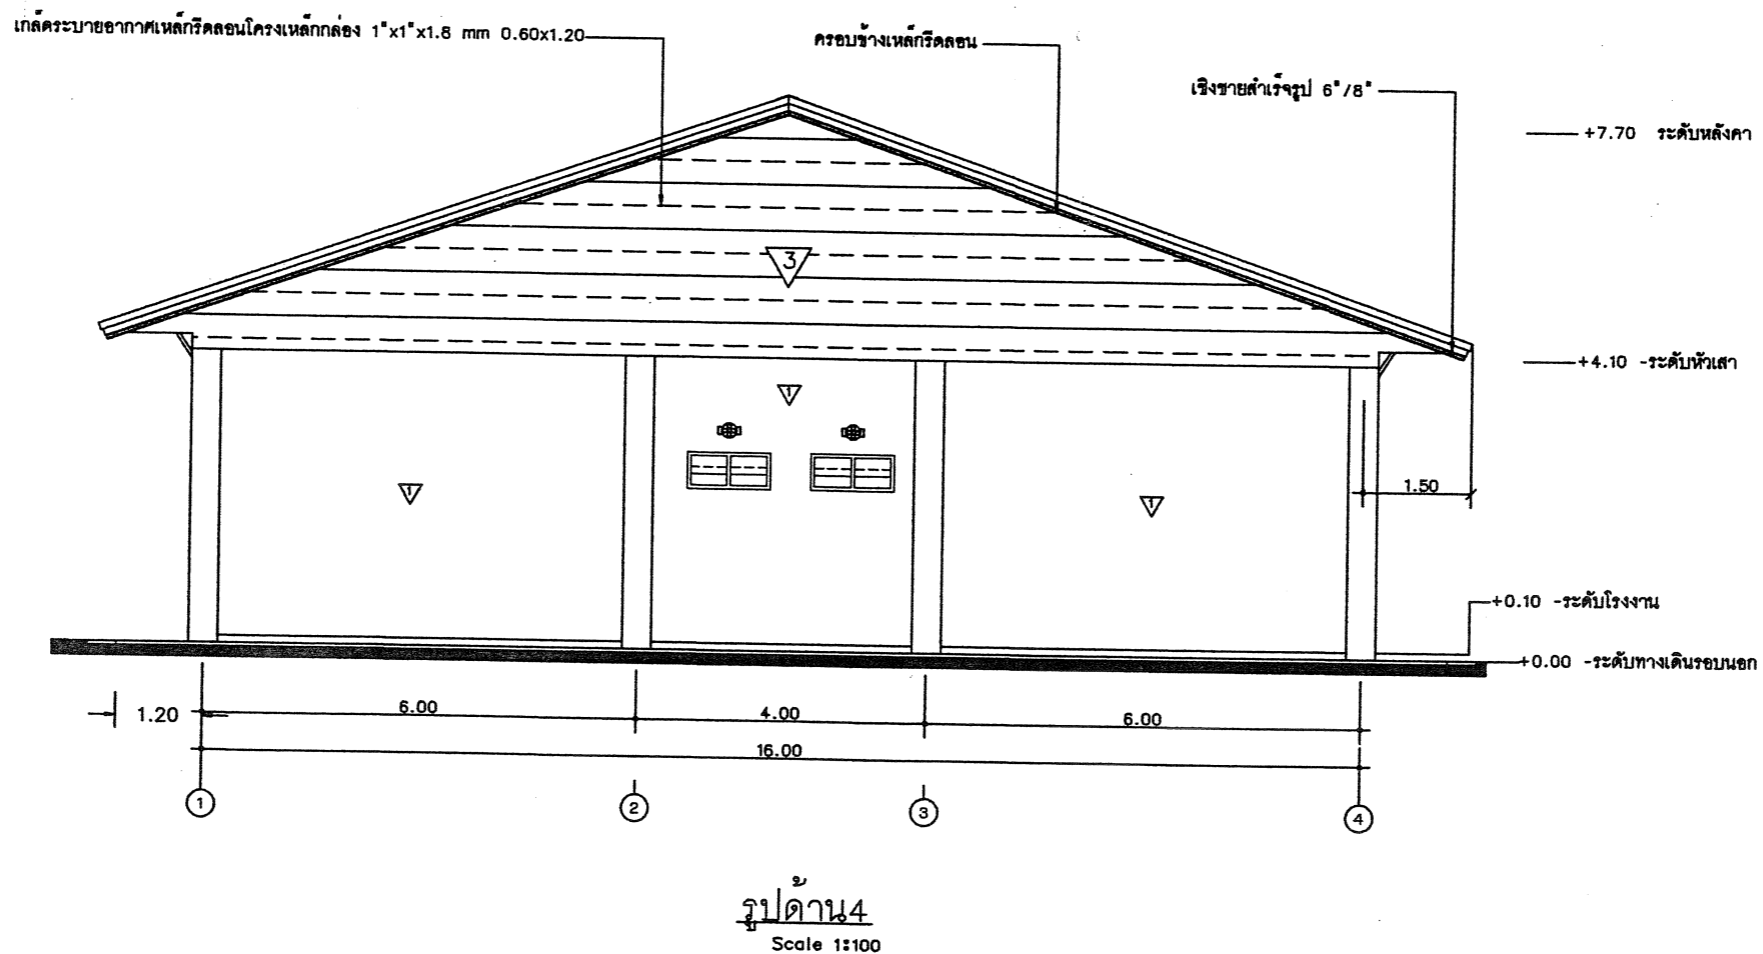 เกล็ดระบายอากาศเหล็กรีดลอนโครงเหล็กกล่อง 1"x1"x1.8 mm 0.60x1.20
ครอบข้างเหล็กรีดลอน
เชิงชายสำเร็จรูป 6"/8"
+7.70 ระดับหลังคา
3
+4.10 -ระดับหัวเสา
1
1
1
1.50
+0.10 -ระดับโรงงาน
+0.00 -ระดับทางเดินรอบนอก
1.20
6.00
4.00
6.00
16.00
1
2
3
4
รูปด้าน4
Scale 1:100